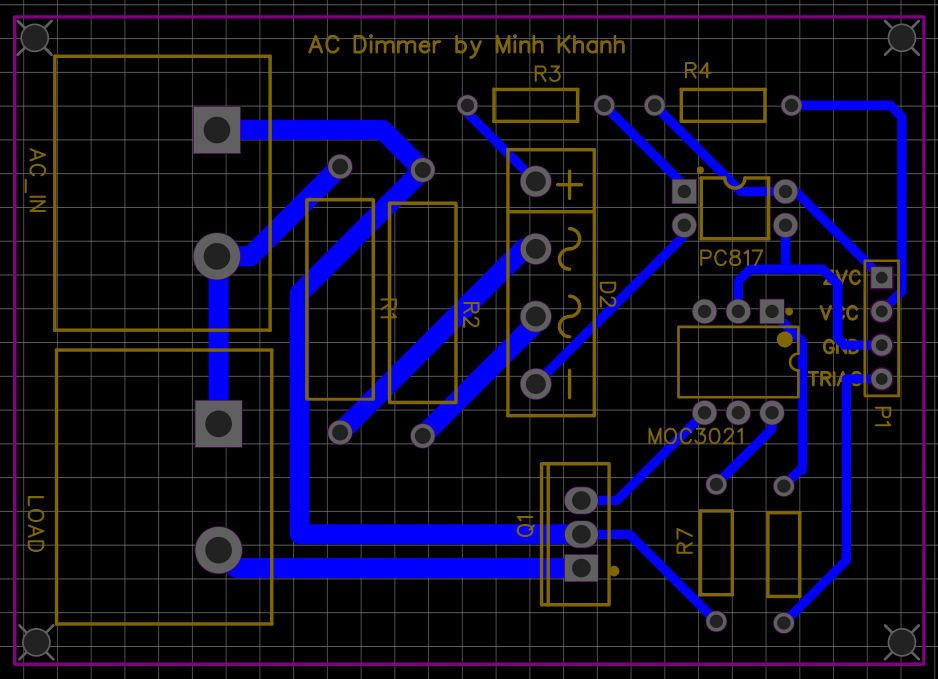 AC Dimmer by Minh Khanh
R3
R4
AC_IN
PC817
ZVC
VCC
GND
TRIAC
P1
R1
R2
D2
MOC3021
LOAD
Q1
R7